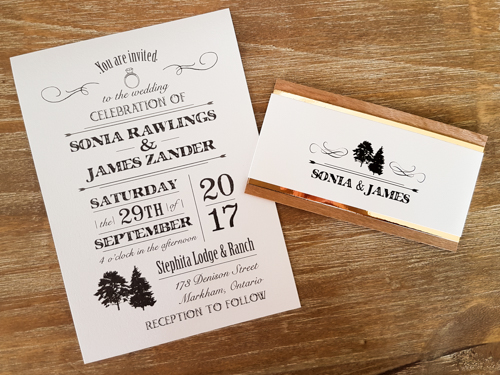 You are invited
to the wedding
CELEBRATION OF
SONIA RAWLINGS
&
JAMES ZANDER
SATURDAY
the 29TH of
SEPTEMBER
20
17
4 o'clock in the afternoon
Stephita Lodge & Ranch
173 Denison Street
Markham, Ontario
RECEPTION TO FOLLOW
SONIA & JAMES